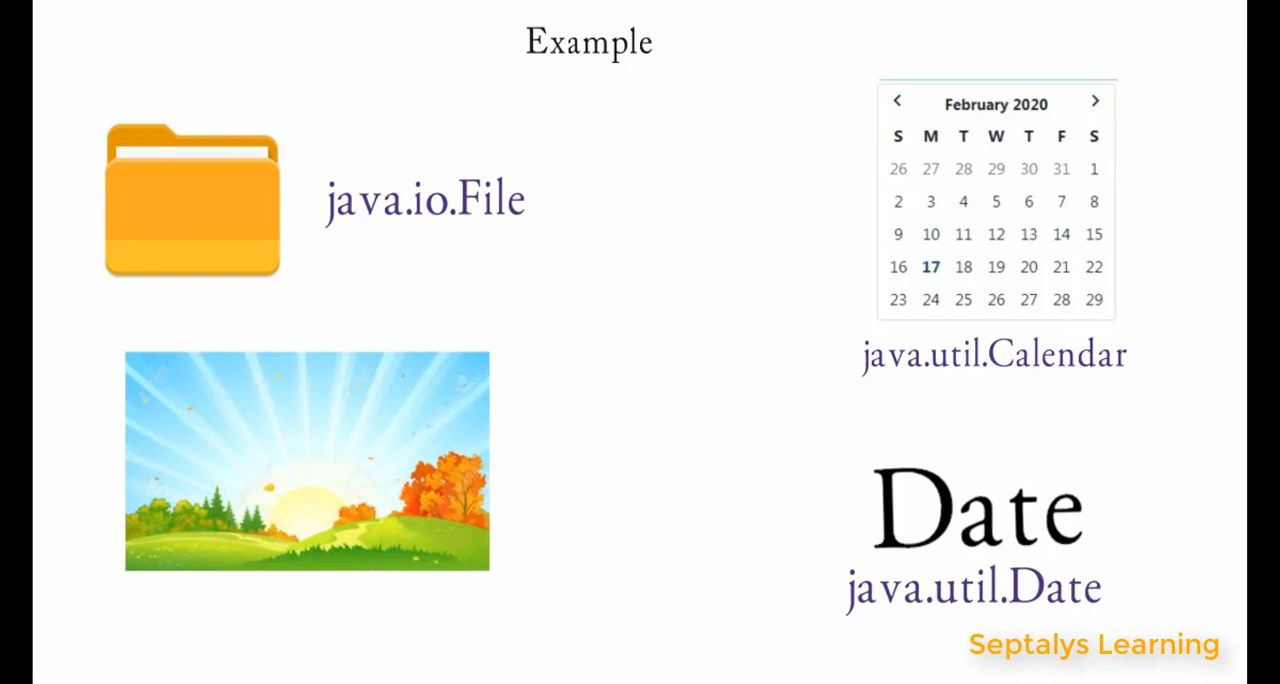 Example
java.io.File
February 2020
S M T W T F S
26 27 28 29 30 31 1
2 3 4 5 6 7 8
9 10 11 12 13 14 15
16 17 18 19 20 21 22
23 24 25 26 27 28 29
java.util.Calendar
Date
java.util.Date
Septalys Learning